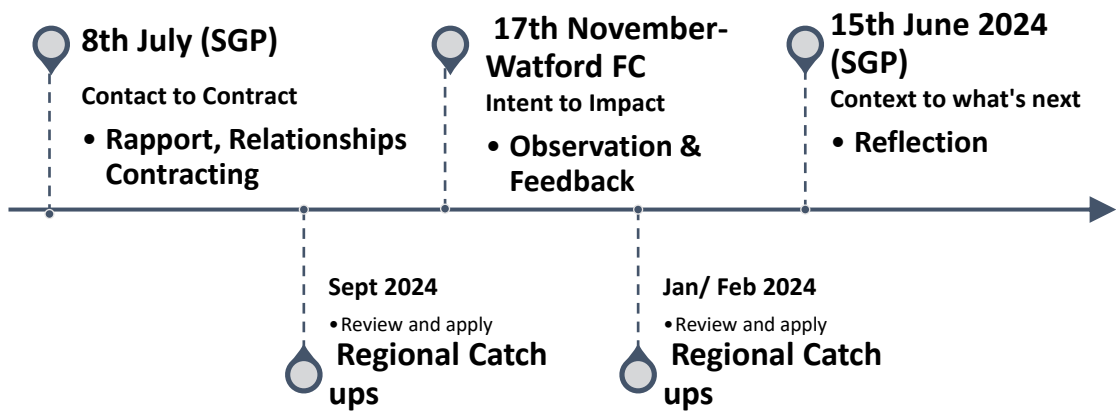 8th July (SGP)
Contact to Contract
• Rapport, Relationships
Contracting
17th November-
Watford FC
Intent to Impact
• Observation &
Feedback
15th June 2024
(SGP)
Context to what's next
• Reflection
Sept 2024
•Review and apply
Regional Catch
ups
Jan/ Feb 2024
•Review and apply
Regional Catch
ups